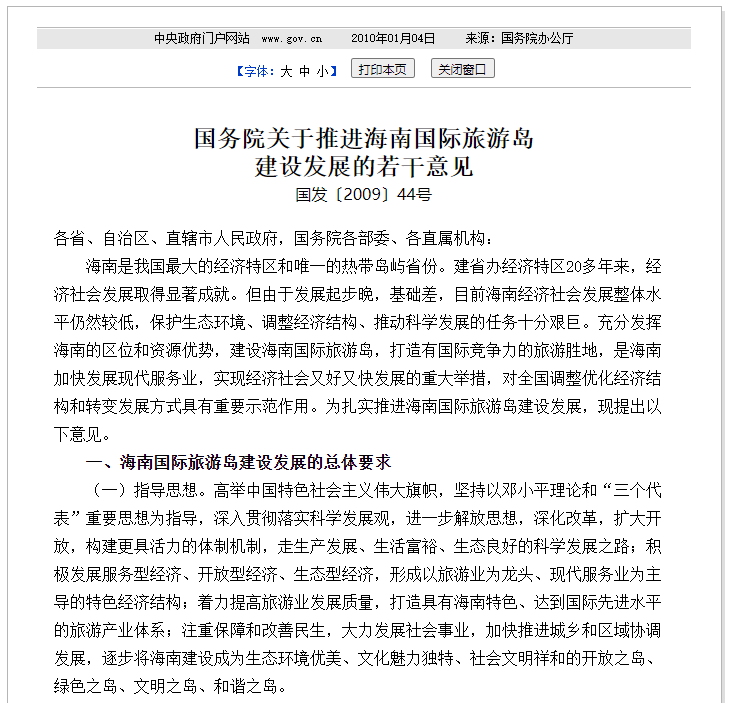 中央政府门户网站 www.gov.cn 2010年01月04日 来源：国务院办公厅
【字体：大 中 小】 打印本页 关闭窗口
国务院关于推进海南国际旅游岛
建设发展的若干意见
国发〔2009〕44号
各省、自治区、直辖市人民政府，国务院各部委、各直属机构：
海南是我国最大的经济特区和唯一的热带岛屿省份。建省办经济特区20多年来，经
济社会发展取得显著成就。但由于发展起步晚，基础差，目前海南经济社会发展整体水
平仍然较低，保护生态环境、调整经济结构、推动科学发展的任务十分艰巨。充分发挥
海南的区位和资源优势，建设海南国际旅游岛，打造有国际竞争力的旅游胜地，是海南
加快发展现代服务业，实现经济社会又好又快发展的重大举措，对全国调整优化经济结
构和转变发展方式具有重要示范作用。为扎实推进海南国际旅游岛建设发展，现提出以
下意见。
一、海南国际旅游岛建设发展的总体要求
（一）指导思想。高举中国特色社会主义伟大旗帜，坚持以邓小平理论和“三个代
表”重要思想为指导，深入贯彻落实科学发展观，进一步解放思想，深化改革，扩大开
放，构建更具活力的体制机制，走生产发展、生活富裕、生态良好的科学发展之路；积
极发展服务型经济、开放型经济、生态型经济，形成以旅游业为龙头、现代服务业为主
导的特色经济结构；着力提高旅游业发展质量，打造具有海南特色、达到国际先进水平
的旅游产业体系；注重保障和改善民生，大力发展社会事业，加快推进城乡和区域协调
发展，逐步将海南建设成为生态环境优美、文化魅力独特、社会文明祥和的开放之岛、
绿色之岛、文明之岛、和谐之岛。